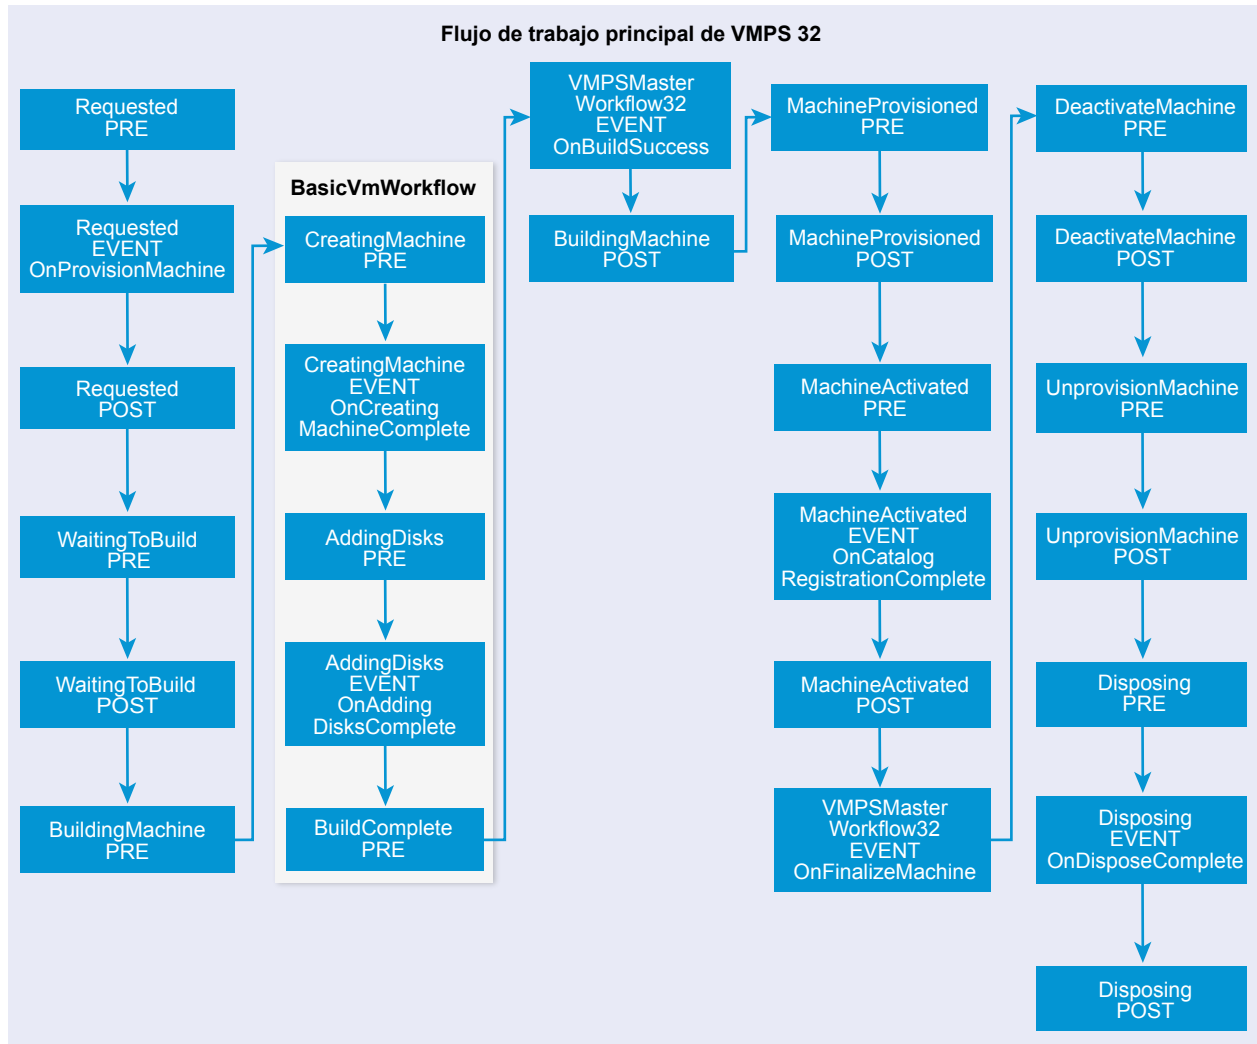 Flujo de trabajo principal de VMPS 32
Requested
PRE
Requested
EVENT
OnProvisionMachine
Requested
POST
WaitingToBuild
PRE
WaitingToBuild
POST
BuildingMachine
PRE
BasicVmWorkflow
CreatingMachine
PRE
CreatingMachine
EVENT
OnCreating
MachineComplete
AddingDisks
PRE
AddingDisks
EVENT
OnAdding
DisksComplete
BuildComplete
PRE
VMPSMaster
Workflow32
EVENT
OnBuildSuccess
BuildingMachine
POST
MachineProvisioned
PRE
MachineProvisioned
POST
MachineActivated
PRE
MachineActivated
EVENT
OnCatalog
RegistrationComplete
MachineActivated
POST
VMPSMaster
Workflow32
EVENT
OnFinalizeMachine
DeactivateMachine
PRE
DeactivateMachine
POST
UnprovisionMachine
PRE
UnprovisionMachine
POST
Disposing
PRE
Disposing
EVENT
OnDisposeComplete
Disposing
POST